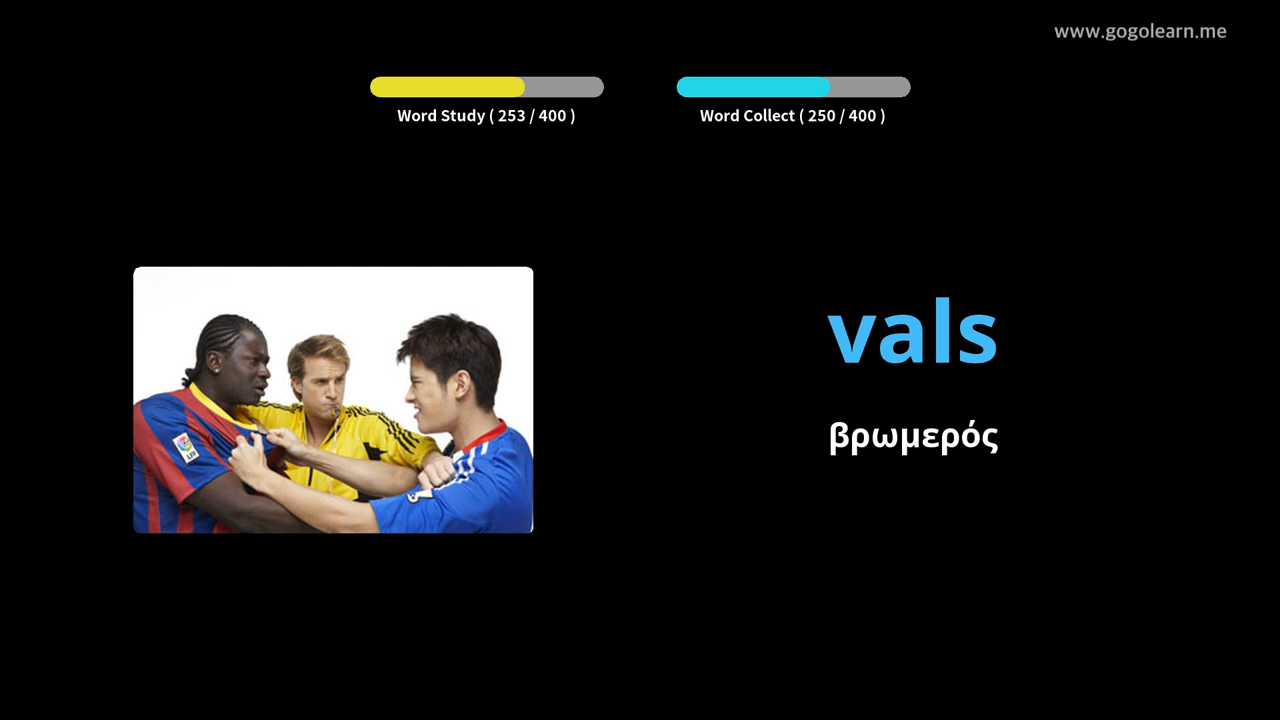 www.gogolearn.me
Word Study ( 253 / 400 )
Word Collect ( 250 / 400 )
vals
βρωμερός